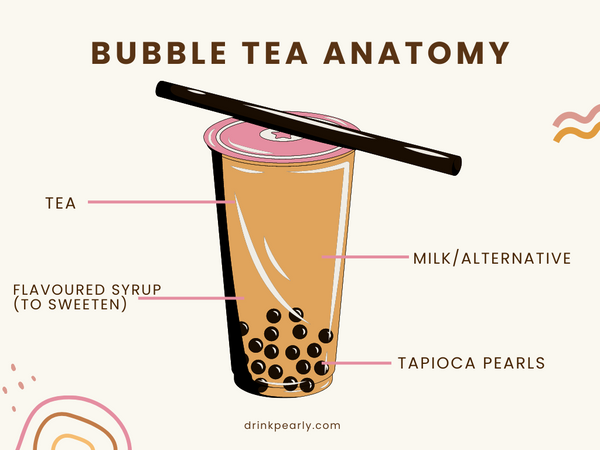 BUBBLE TEA ANATOMY
TEA
MILK/ALTERNATIVE
FLAVOURED SYRUP
(TO SWEETEN)
TAPIOCA PEARLS
drinkpearly.com